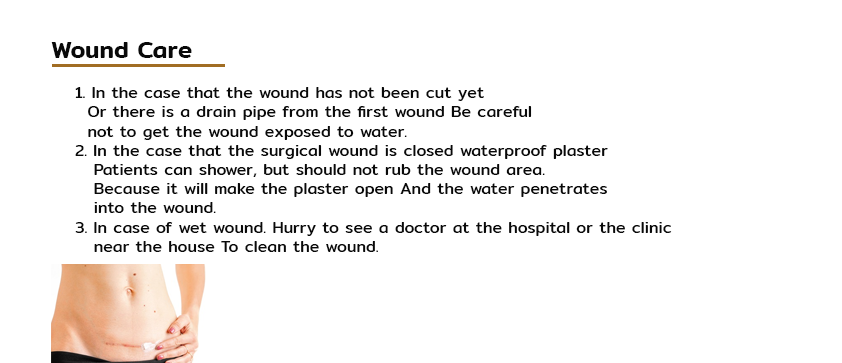 Wound Care
1. In the case that the wound has not been cut yet
Or there is a drain pipe from the first wound Be careful
not to get the wound exposed to water.
2. In the case that the surgical wound is closed waterproof plaster
Patients can shower, but should not rub the wound area.
Because it will make the plaster open And the water penetrates
into the wound.
3. In case of wet wound. Hurry to see a doctor at the hospital or the clinic
near the house To clean the wound.